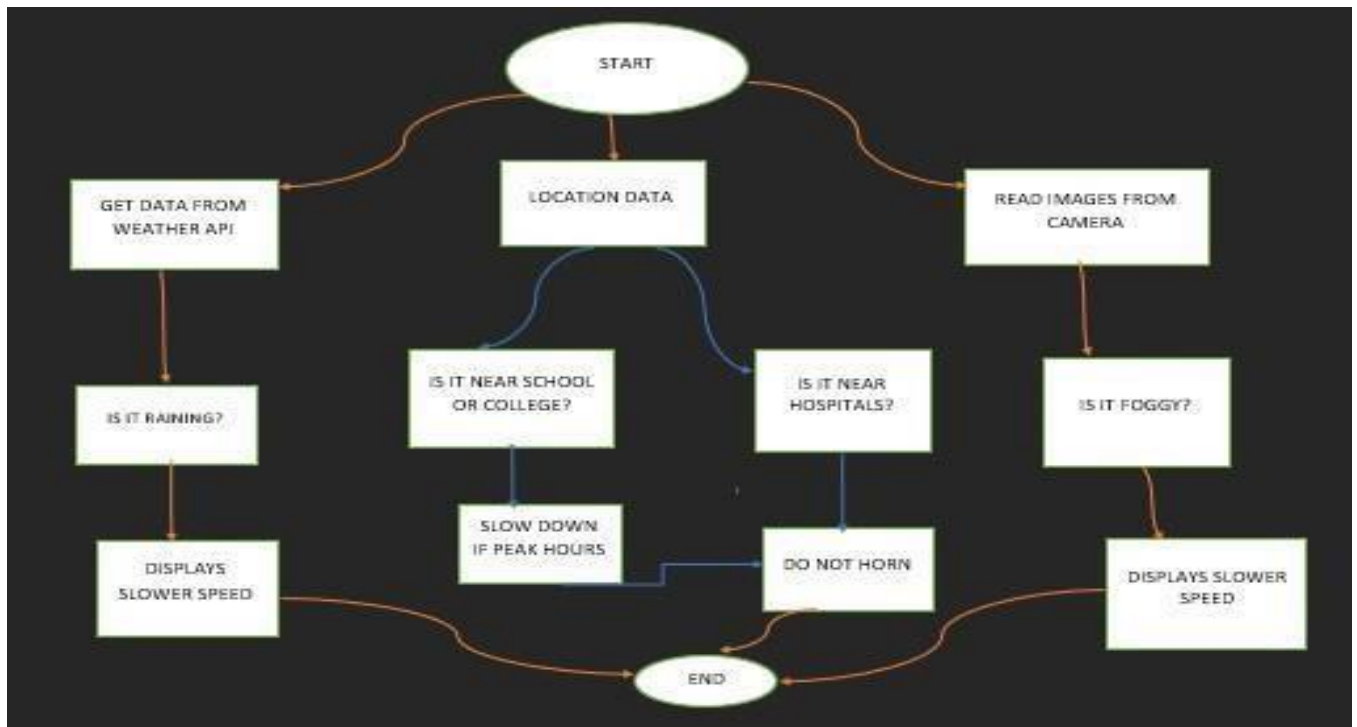 START
GET DATA FROM
WEATHER API
LOCATION DATA
READ IMAGES FROM
CAMERA
IS IT RAINING?
IS IT NEAR SCHOOL
OR COLLEGE?
IS IT NEAR
HOSPITALS?
IS IT FOGGY?
DISPLAYS
SLOWER SPEED
SLOW DOWN
IF PEAK HOURS
DO NOT HORN
DISPLAYS SLOWER
SPEED
END